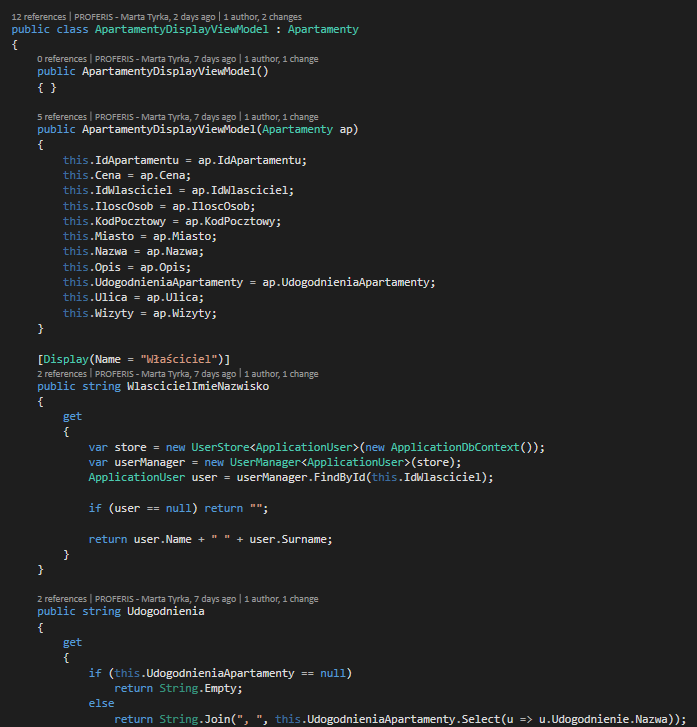 12 references | PROFERIS - Marta Tyrka, 2 days ago | 1 author, 2 changes
public class ApartamentyDisplayViewModel : Apartamenty
{
0 references | PROFERIS - Marta Tyrka, 7 days ago | 1 author, 1 change
public ApartamentyDisplayViewModel()
{ }
5 references | PROFERIS - Marta Tyrka, 7 days ago | 1 author, 1 change
public ApartamentyDisplayViewModel(Apartamenty ap)
{
this.IdApartamentu = ap.IdApartamentu;
this.Cena = ap.Cena;
this.IdWlasciciel = ap.IdWlasciciel;
this.IloscOsob = ap.IloscOsob;
this.KodPocztowy = ap.KodPocztowy;
this.Miasto = ap.Miasto;
this.Nazwa = ap.Nazwa;
this.Opis = ap.Opis;
this.UdogodnieniaApartamenty = ap.UdogodnieniaApartamenty;
this.Ulica = ap.Ulica;
this.Wizyty = ap.Wizyty;
}
[Display(Name = "Właściciel")]
2 references | PROFERIS - Marta Tyrka, 7 days ago | 1 author, 1 change
public string WlascicielImieNazwisko
{
get
{
var store = new UserStore<ApplicationUser>(new ApplicationDbContext());
var userManager = new UserManager<ApplicationUser>(store);
ApplicationUser user = userManager.FindById(this.IdWlasciciel);
if (user == null) return "";
return user.Name + " " + user.Surname;
}
}
2 references | PROFERIS - Marta Tyrka, 7 days ago | 1 author, 1 change
public string Udogodnienia
{
get
{
if (this.UdogodnieniaApartamenty == null)
return String.Empty;
else
return String.Join(", ", this.UdogodnieniaApartamenty.Select(u => u.Udogodnienie.Nazwa));